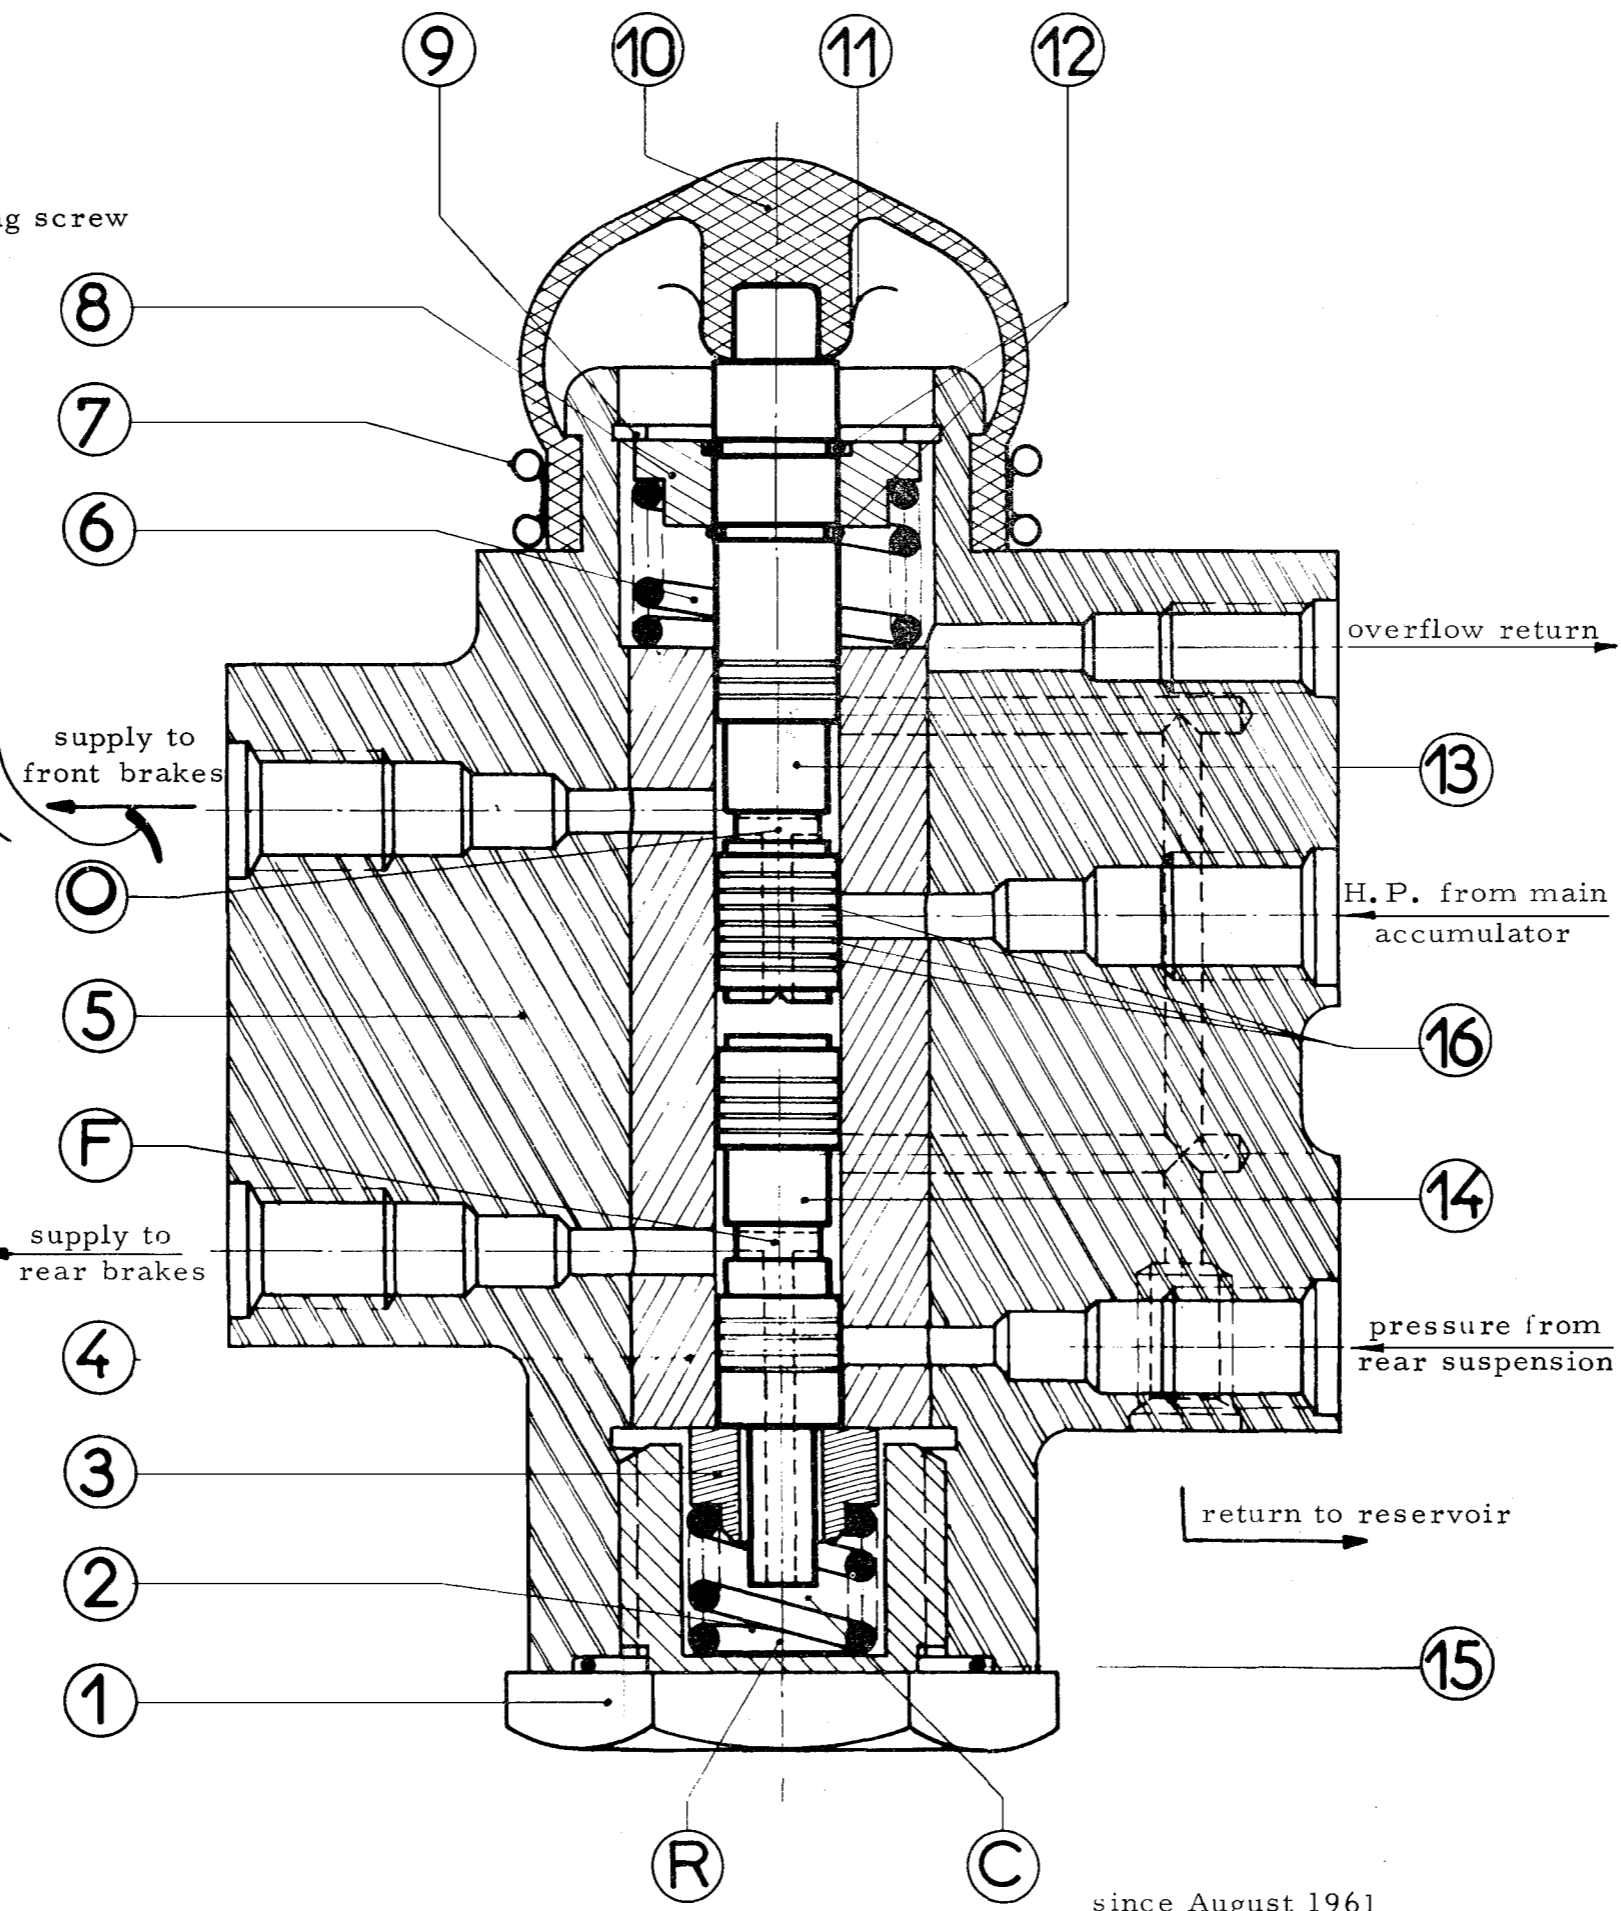 9 10 11 12
g screw
8
7
6
overflow return
supply to
front brakes
13
O
H.P. from main
accumulator
5
16
F
14
supply to
rear brakes
4
pressure from
rear suspension
3
return to reservoir
2
15
1
R C
since August 1961